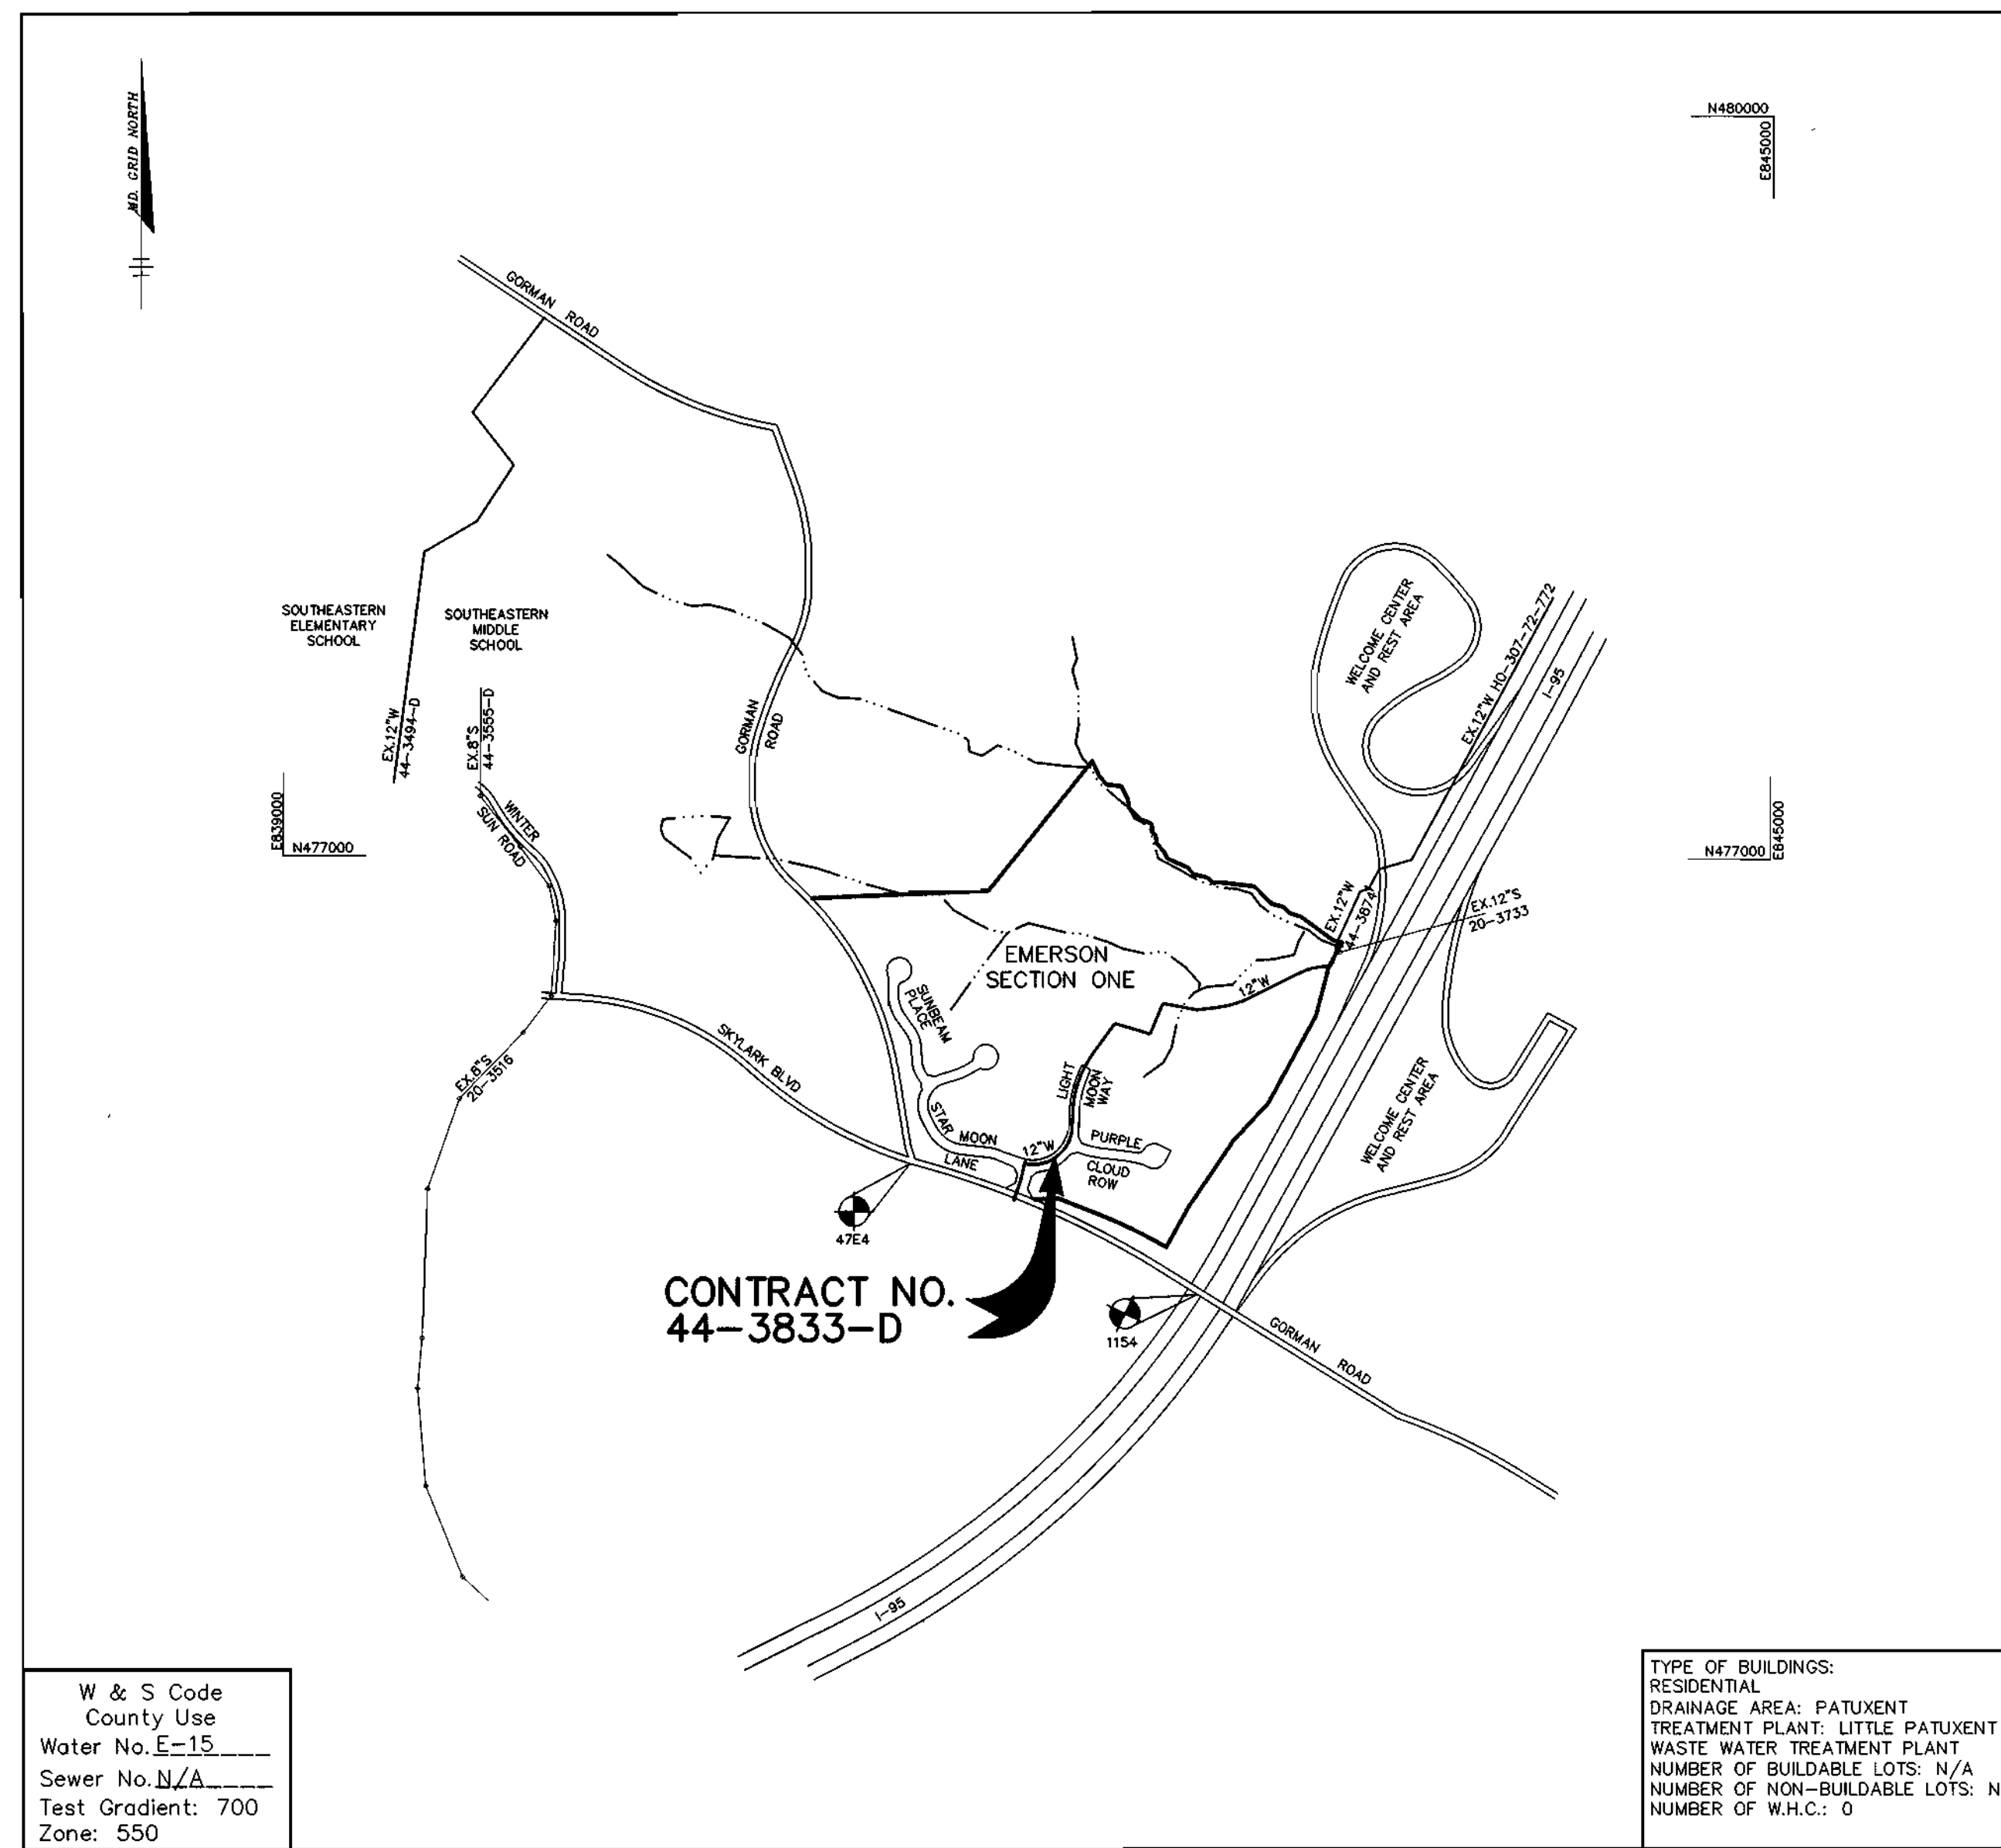 MD. GRID NORTH
N480000
E845000
GORMAN
ROAD
SOUTHEASTERN
ELEMENTARY
SCHOOL
SOUTHEASTERN
MIDDLE
SCHOOL
EX.12"W
44-3494-D
EX.8"S
44-3555-D
WINTER
SUN ROAD
E839000
N477000
GORMAN
ROAD
WELCOME CENTER
AND REST AREA
EX.12"W HO-307-72-772
I-95
N477000
E845000
EX.12"W
44-3874
EX.12"S
20-3733
EMERSON
SECTION ONE
12"W
SUNBEAM
PLACE
SKYLARK BLVD
EX.8"S
20-3516
LIGHT
MOON
WAY
STAR
MOON
LANE
12"W
PURPLE
CLOUD
ROW
WELCOME CENTER
AND REST AREA
47E4
CONTRACT NO.
44-3833-D
1154
GORMAN
ROAD
I-95
W & S Code
County Use
Water No. E-15
Sewer No. N/A
Test Gradient: 700
Zone: 550
TYPE OF BUILDINGS:
RESIDENTIAL
DRAINAGE AREA: PATUXENT
TREATMENT PLANT: LITTLE PATUXENT
WASTE WATER TREATMENT PLANT
NUMBER OF BUILDABLE LOTS: N/A
NUMBER OF NON-BUILDABLE LOTS: N
NUMBER OF W.H.C.: 0